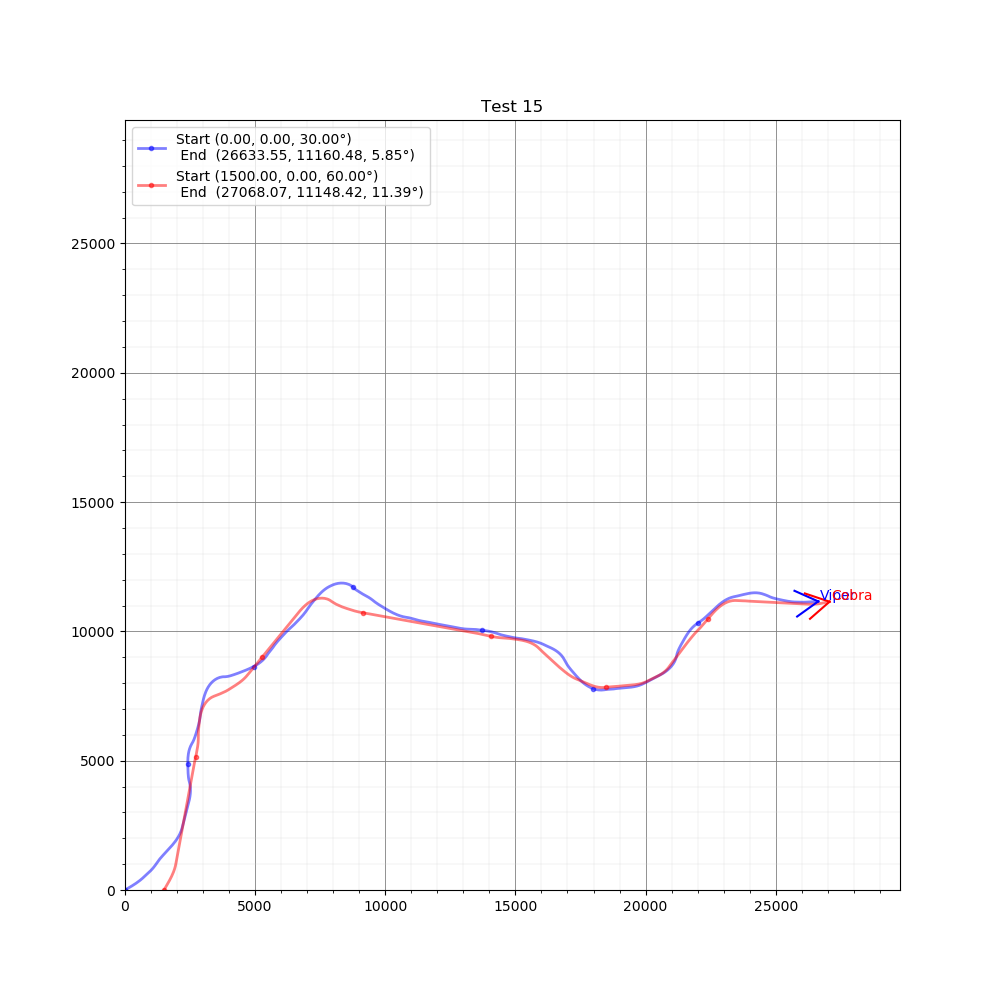 Test 15
Start (0.00, 0.00, 30.00°)
End  (26633.55, 11160.48, 5.85°)
Start (1500.00, 0.00, 60.00°)
End  (27068.07, 11148.42, 11.39°)
25000
20000
15000
10000
5000
0
Viper
Cobra
0 5000 10000 15000 20000 25000